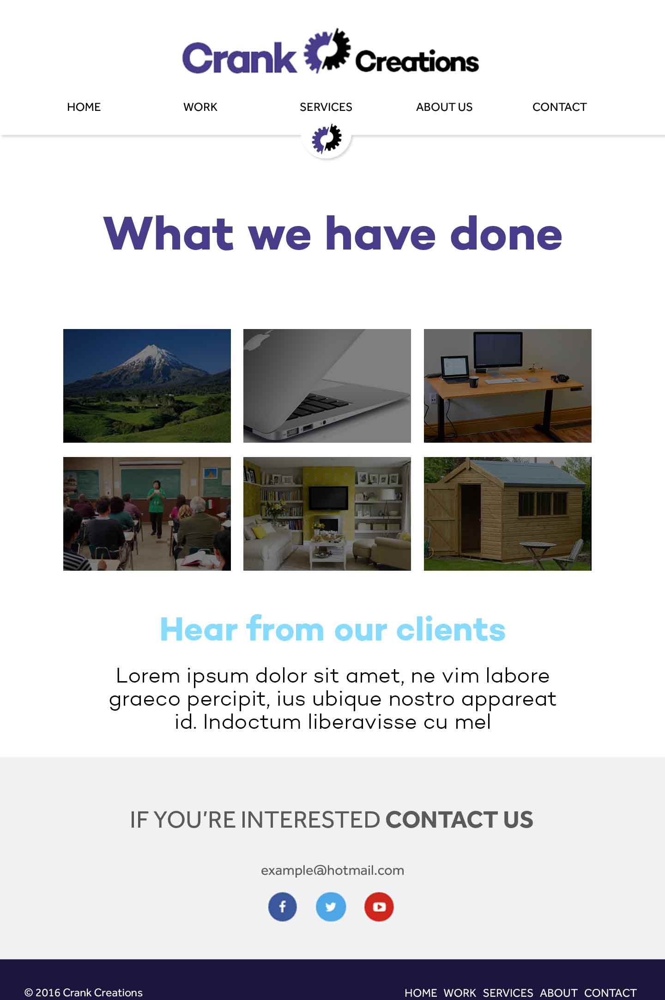 Crank Creations
HOME WORK SERVICES ABOUT US CONTACT
What we have done
Hear from our clients
Lorem ipsum dolor sit amet, ne vim labore
graeco percipit, ius ubique nostro appareat
id. Indoctum liberavisse cu mel
IF YOU’RE INTERESTED CONTACT US
example@hotmail.com
© 2016 Crank Creations
HOME WORK SERVICES ABOUT CONTACT